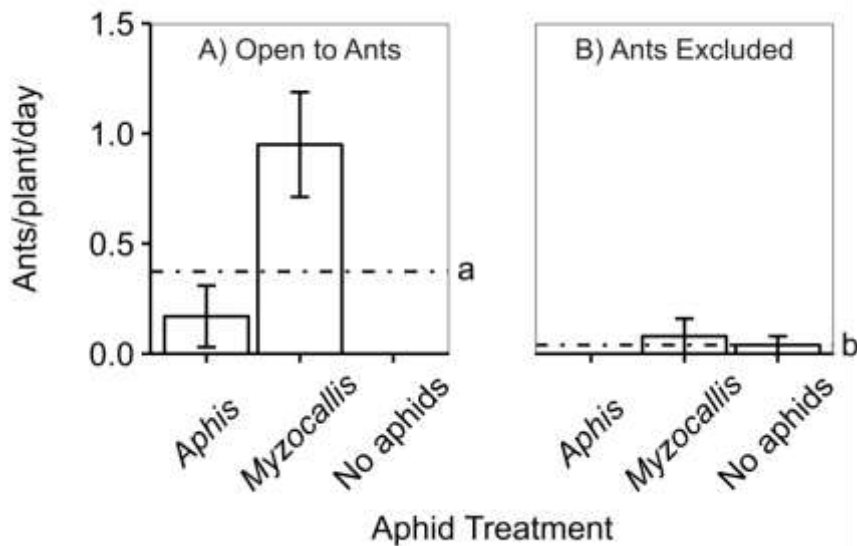 A) Open to Ants
B) Ants Excluded
Ants/plant/day
1.5
1.0
0.5
0.0
a
b
Aphis
Myzocallis
No aphids
Aphis
Myzocallis
No aphids
Aphid Treatment